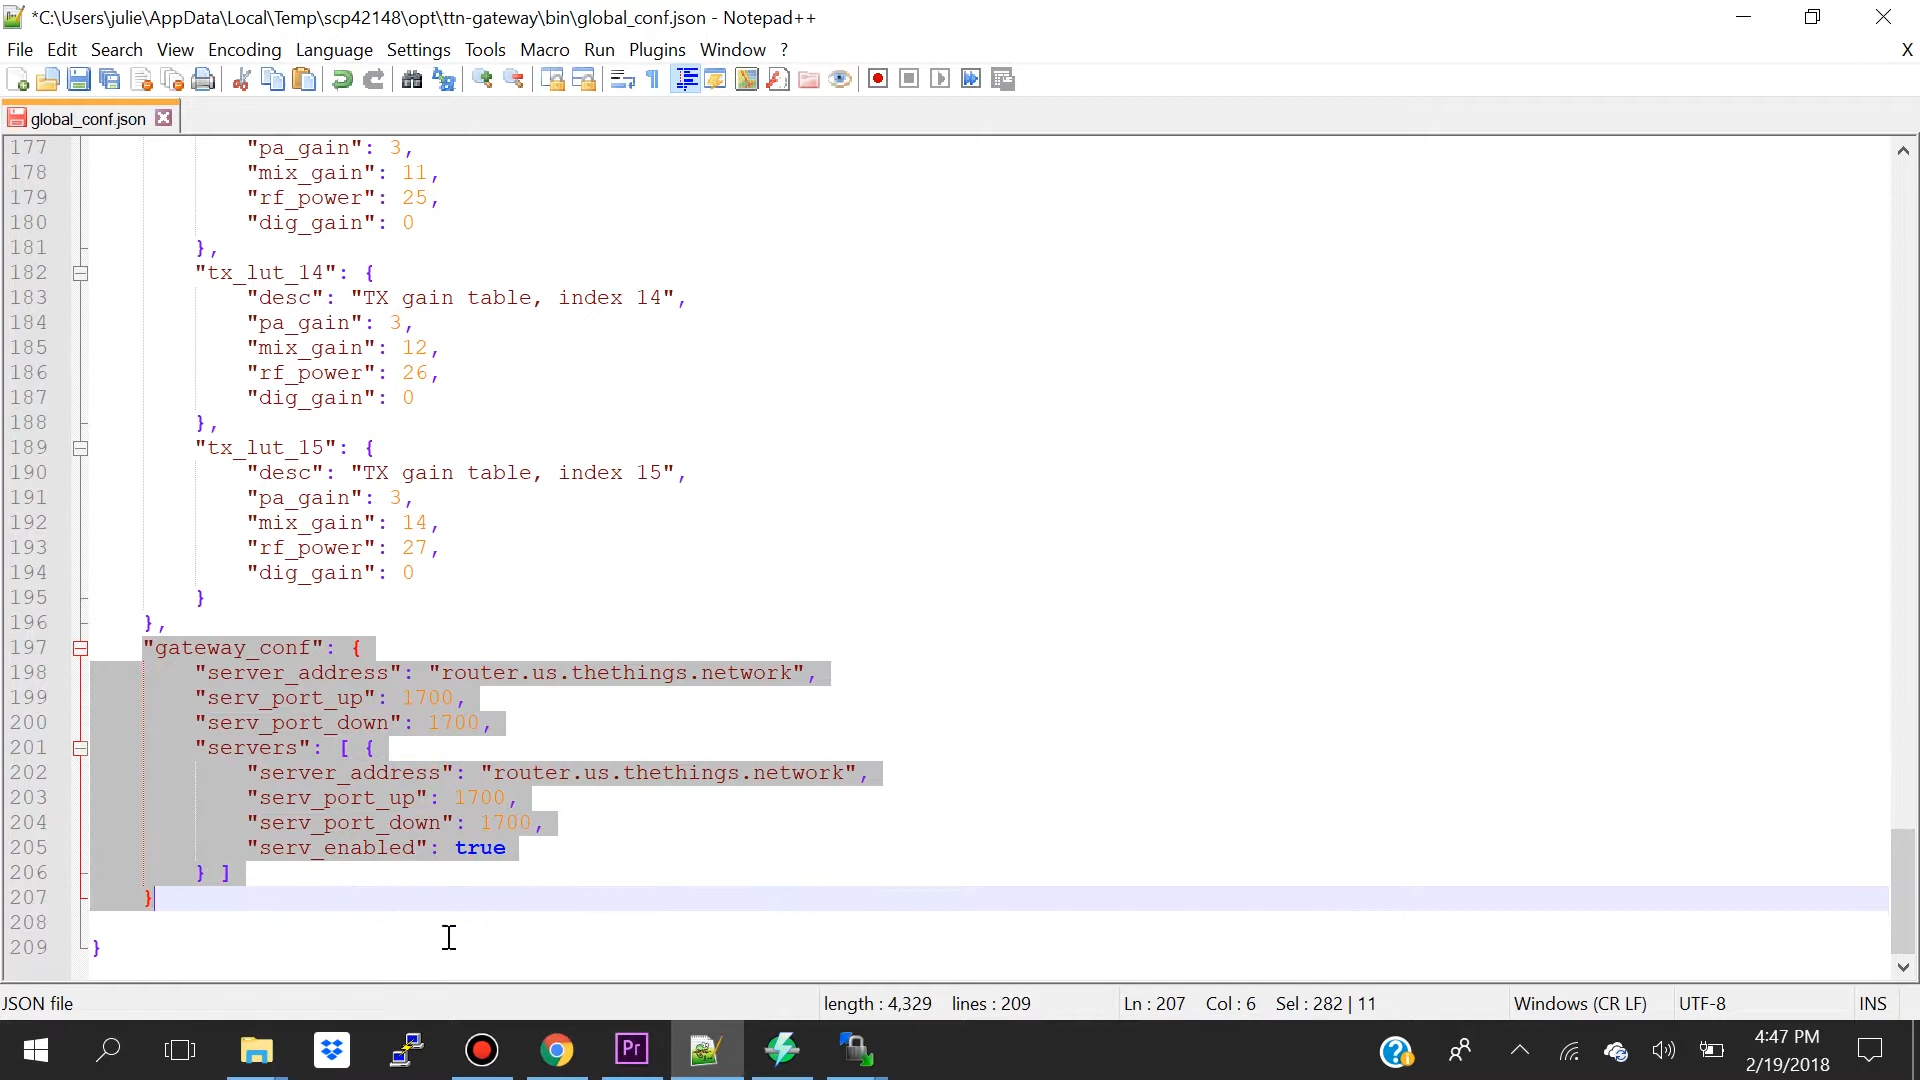 *C:\Users\julie\AppData\Local\Temp\scp42148\opt\ttn-gateway\bin\global_conf.json - Notepad++
File Edit Search View Encoding Language Settings Tools Macro Run Plugins Window ? X
global_conf.json
177 "pa_gain": 3,
178 "mix_gain": 11,
179 "rf_power": 25,
180 "dig_gain": 0
181 },
182 "tx_lut_14": {
183 "desc": "TX gain table, index 14",
184 "pa_gain": 3,
185 "mix_gain": 12,
186 "rf_power": 26,
187 "dig_gain": 0
188 },
189 "tx_lut_15": {
190 "desc": "TX gain table, index 15",
191 "pa_gain": 3,
192 "mix_gain": 14,
193 "rf_power": 27,
194 "dig_gain": 0
195 }
196 },
197 "gateway_conf": {
198 "server_address": "router.us.thethings.network",
199 "serv_port_up": 1700,
200 "serv_port_down": 1700,
201 "servers": [ {
202 "server_address": "router.us.thethings.network",
203 "serv_port_up": 1700,
204 "serv_port_down": 1700,
205 "serv_enabled": true
206 } ]
207 }
208
209 }
JSON file length : 4,329 lines : 209 Ln : 207 Col : 6 Sel : 282 | 11 Windows (CR LF) UTF-8 INS
Pr
4:47 PM
2/19/2018